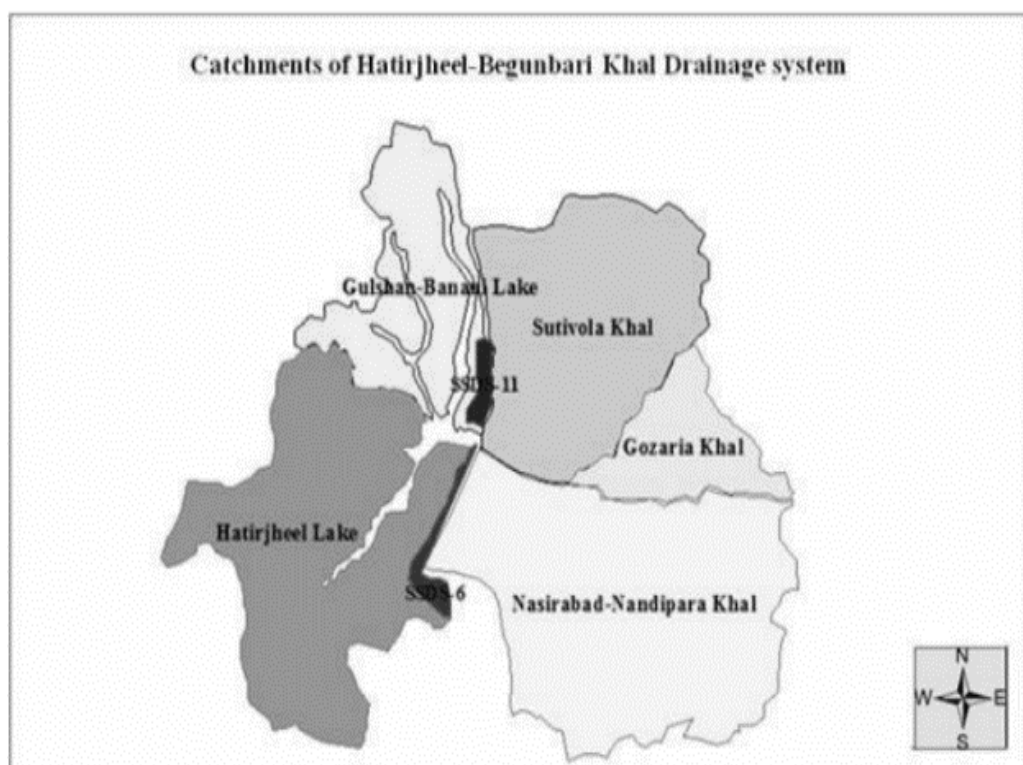 Catchments of Hatirjheel-Begunbari Khal Drainage system
Gulshan-Banani Lake
Sutivola Khal
SSDS-11
Gozaria Khal
Hatirjheel Lake
SSDS-6
Nasirabad-Nandipara Khal
N
W E
S